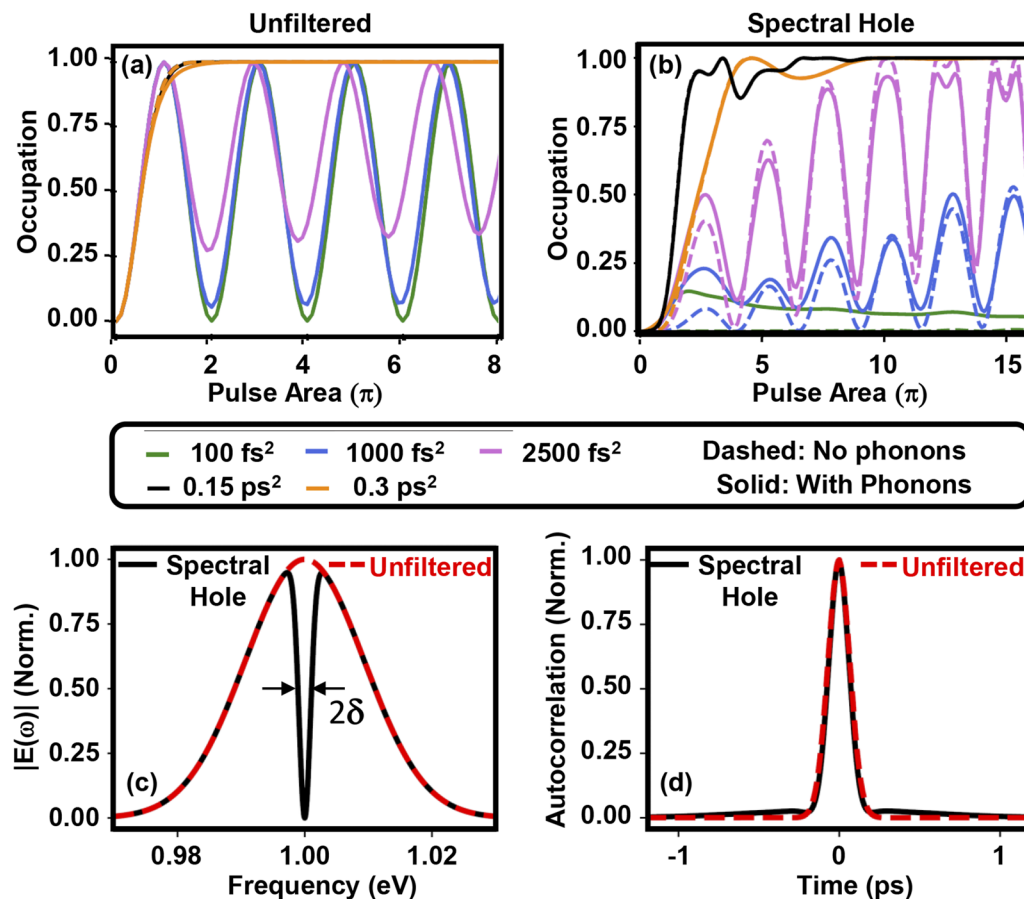 Unfiltered
(a)
1.00
0.75
0.50
0.25
0.00
Occupation
0 2 4 6 8
Pulse Area (π)
Spectral Hole
(b)
1.00
0.75
0.50
0.25
0.00
Occupation
0 5 10 15
Pulse Area (π)
100 fs² 1000 fs² 2500 fs² Dashed: No phonons
0.15 ps² 0.3 ps² Solid: With Phonons
1.00
0.75
0.50
0.25
0.00
|E(ω)| (Norm.)
Spectral
Hole
Unfiltered
2δ
(c)
0.98 1.00 1.02
Frequency (eV)
1.00
0.75
0.50
0.25
0.00
Autocorrelation (Norm.)
Spectral
Hole
Unfiltered
(d)
-1 0 1
Time (ps)